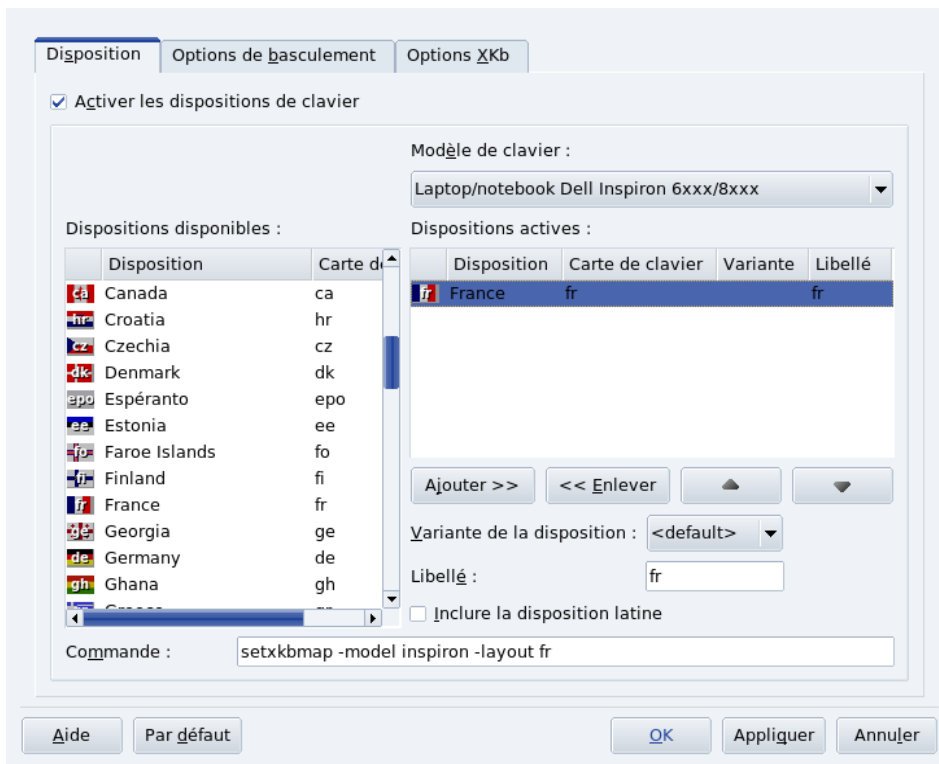 Disposition Options de basculement Options XKb
Activer les dispositions de clavier
Modèle de clavier :
Laptop/notebook Dell Inspiron 6xxx/8xxx
Dispositions disponibles :
Disposition Carte de
ca Canada ca
hr Croatia hr
cz Czechia cz
dk Denmark dk
epo Espéranto epo
ee Estonia ee
fo Faroe Islands fo
fi Finland fi
fr France fr
ge Georgia ge
de Germany de
gh Ghana gh
Dispositions actives :
Disposition Carte de clavier Variante Libellé
fr France fr fr
Ajouter >> << Enlever
Variante de la disposition : <default>
Libellé : fr
Inclure la disposition latine
Commande : setxkbmap -model inspiron -layout fr
Aide Par défaut OK Appliquer Annuler